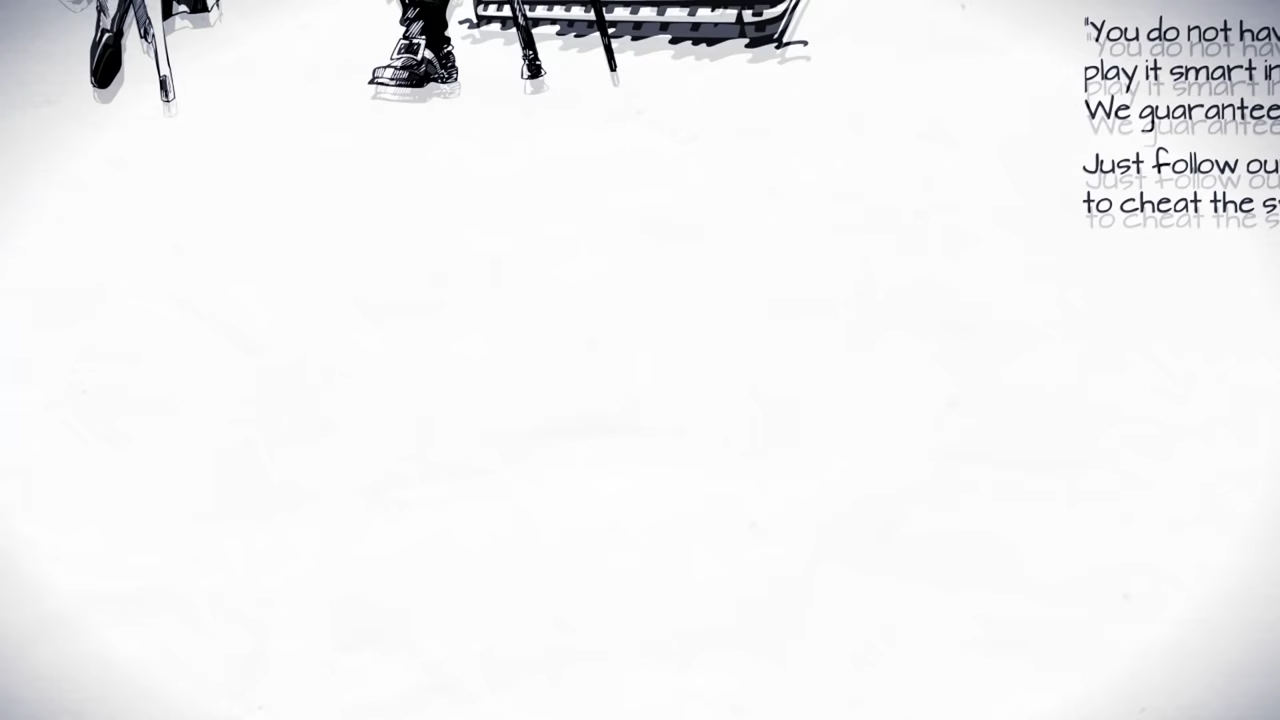 "You do not hav
play it smart in
We guarantee
Just follow ou
to cheat the s